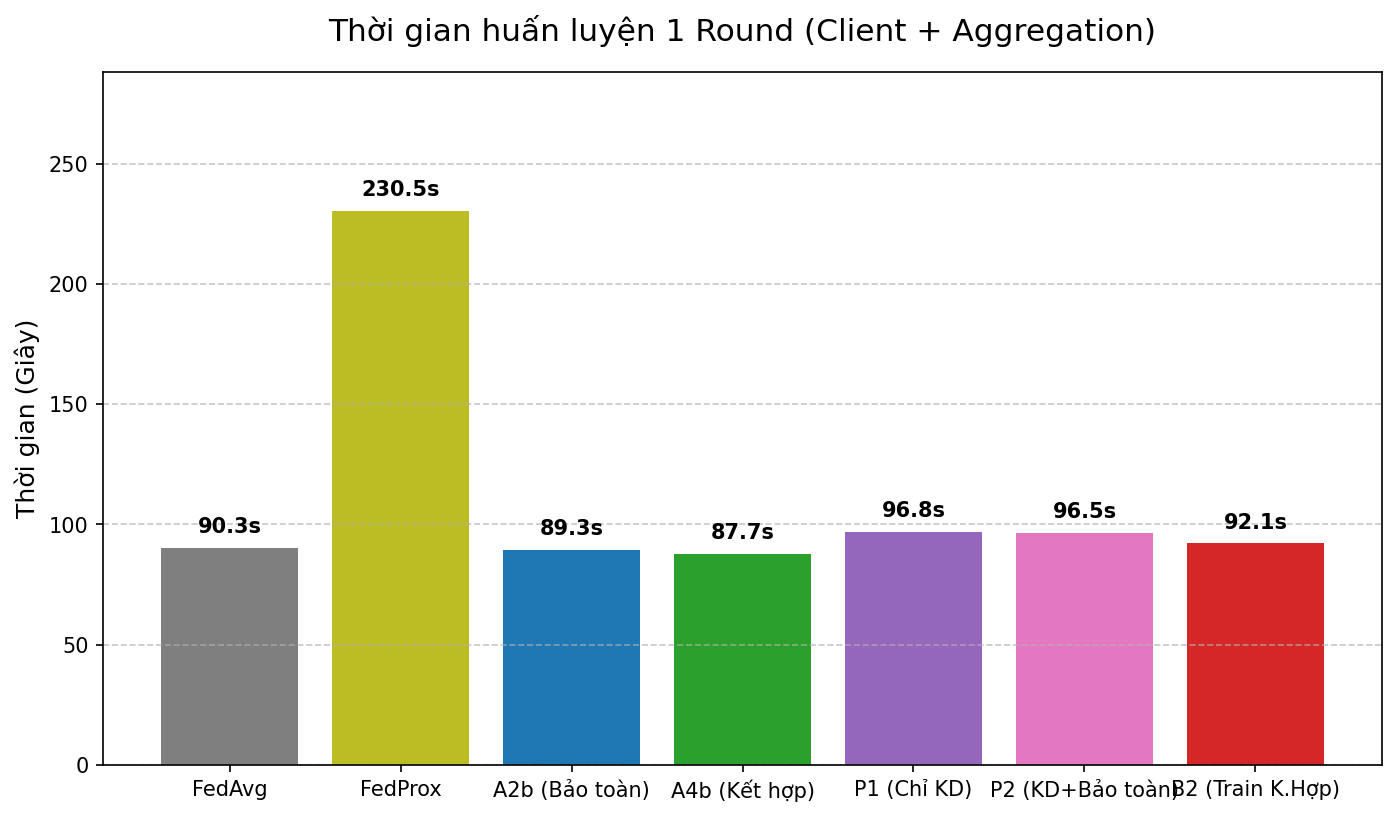 Thời gian huấn luyện 1 Round (Client + Aggregation)
Thời gian (Giây)
250
200
150
100
50
0
90.3s
230.5s
89.3s
87.7s
96.8s
96.5s
92.1s
FedAvg
FedProx
A2b (Bảo toàn)
A4b (Kết hợp)
P1 (Chỉ KD)
P2 (KD+Bảo toàn)
B2 (Train K.Hợp)